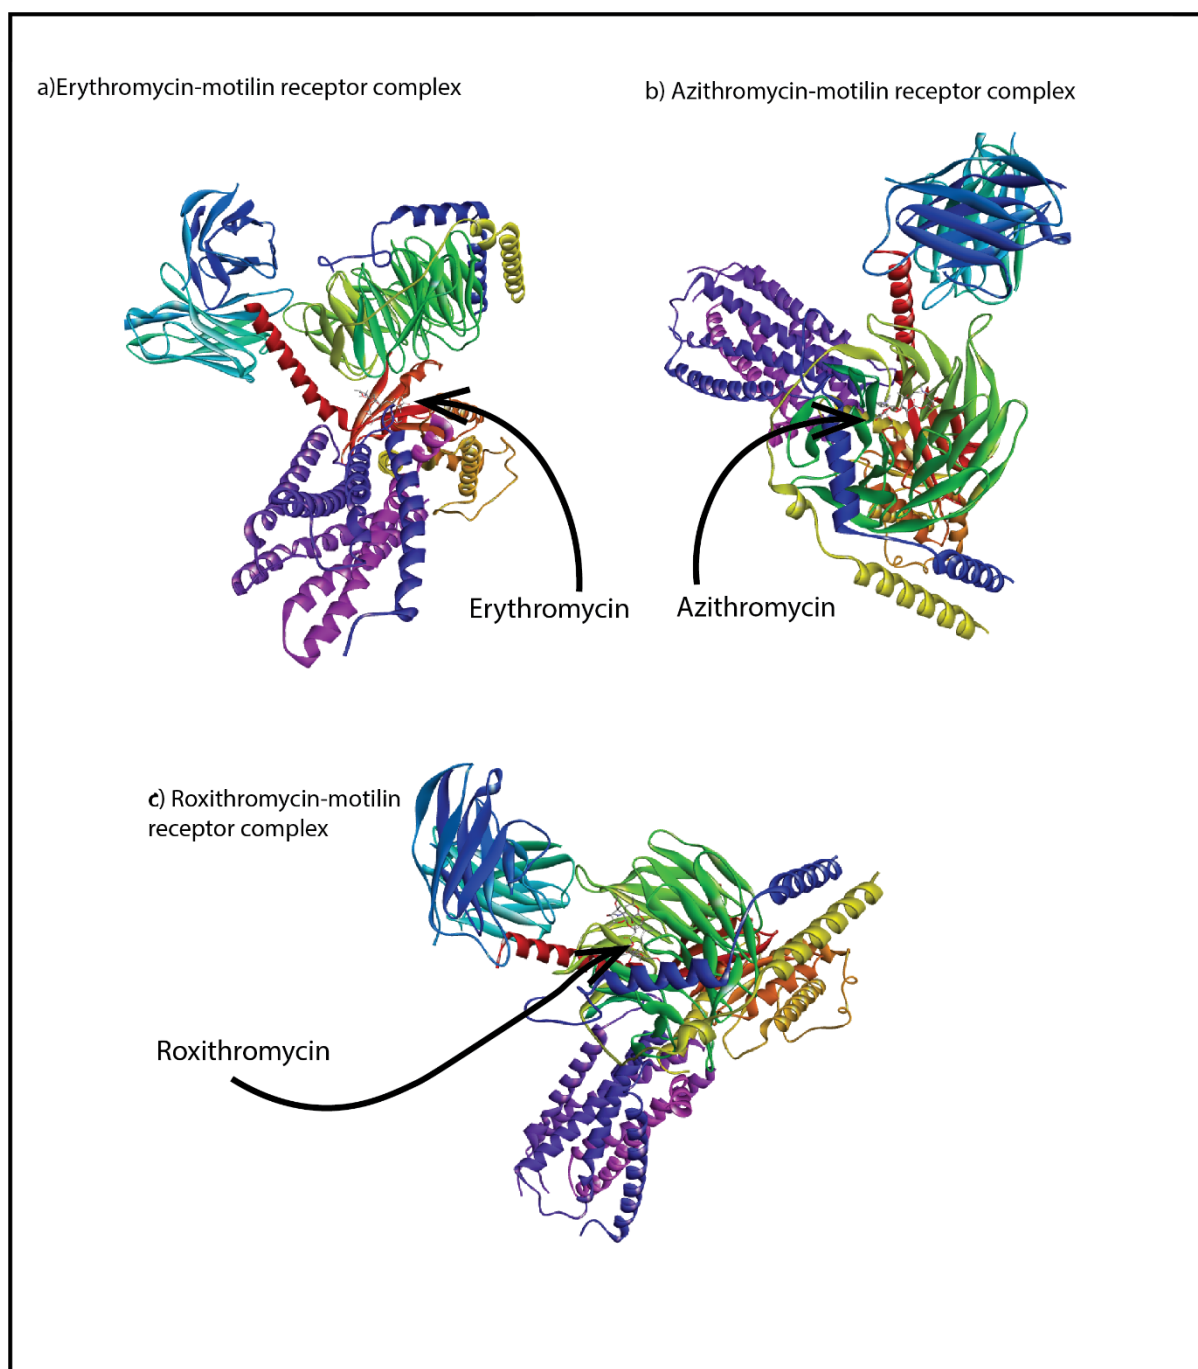 a)Erythromycin-motilin receptor complex
b) Azithromycin-motilin receptor complex
Erythromycin
Azithromycin
c) Roxithromycin-motilin
receptor complex
Roxithromycin